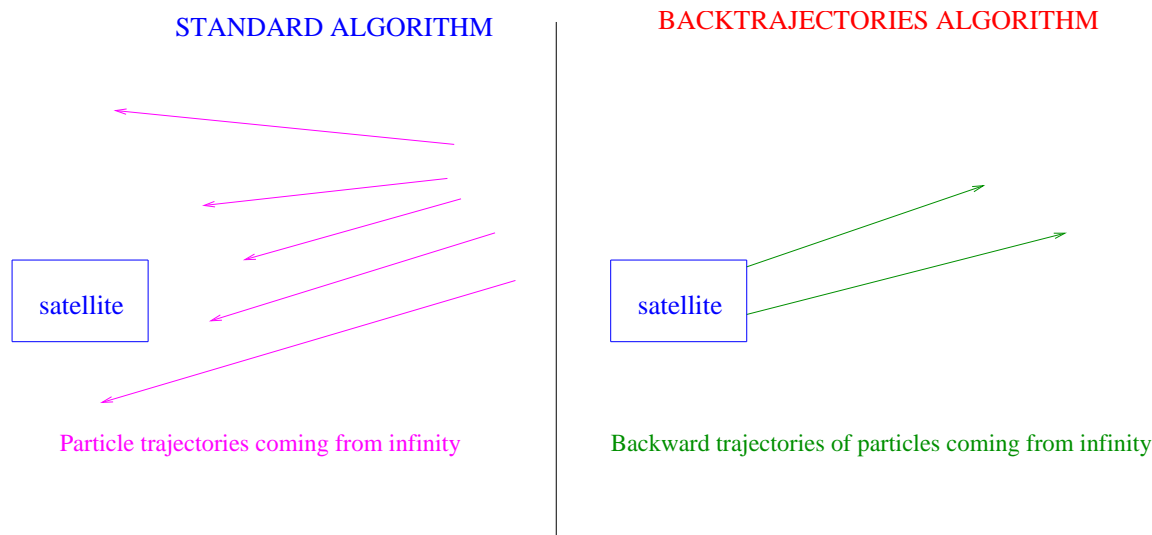 STANDARD ALGORITHM
satellite
Particle trajectories coming from infinity
BACKTRAJECTORIES ALGORITHM
satellite
Backward trajectories of particles coming from infinity